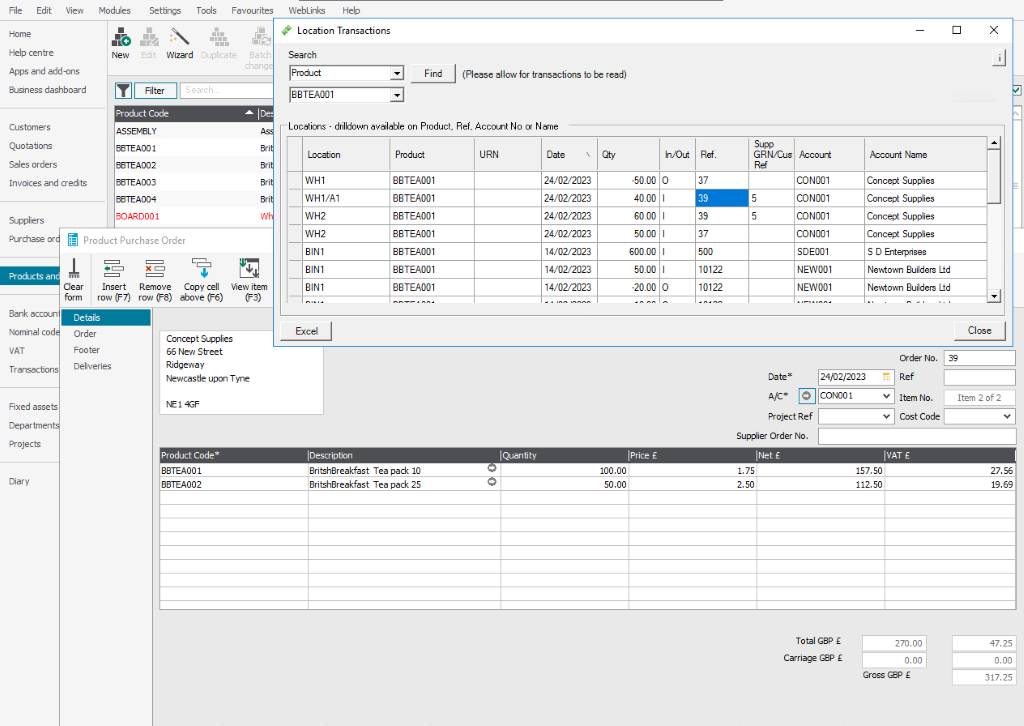 File Edit View Modules Settings Tools Favourites WebLinks Help
Home
Help centre
Apps and add-ons
Business dashboard
Customers
Quotations
Sales orders
Invoices and credits
Suppliers
Purchase ord
Products and
Bank accoun
Nominal code
VAT
Transactions
Fixed assets
Departments
Projects
Diary
New Edit Wizard Duplicate Batch
change
Filter Search...
Product Code Des
ASSEMBLY Ass
BBTEA001 Brit
BBTEA002 Brit
BBTEA003 Brit
BBTEA004 Brit
BOARD001 Wh
Location Transactions
Search
Product Find (Please allow for transactions to be read)
BBTEA001
i
Locations - drilldown available on Product, Ref, Account No or Name
Location Product URN Date Qty In/Out Ref. Supp GRN/Cus Ref Account Account Name
WH1 BBTEA001 24/02/2023 -50.00 O 37 CON001 Concept Supplies
WH1/A1 BBTEA001 24/02/2023 40.00 I 39 5 CON001 Concept Supplies
WH2 BBTEA001 24/02/2023 60.00 I 39 5 CON001 Concept Supplies
WH2 BBTEA001 24/02/2023 50.00 I 37 CON001 Concept Supplies
BIN1 BBTEA001 14/02/2023 600.00 I 500 SDE001 S D Enterprises
BIN1 BBTEA001 14/02/2023 50.00 I 10122 NEW001 Newtown Builders Ltd
BIN1 BBTEA001 14/02/2023 -20.00 O 10122 NEW001 Newtown Builders Ltd
Excel Close
Product Purchase Order
Clear form Insert row (F7) Remove row (F8) Copy cell above (F6) View item (F3)
Details
Order
Footer
Deliveries
Concept Supplies
66 New Street
Ridgeway
Newcastle upon Tyne
NE1 4GF
Order No. 39
Date* 24/02/2023 Ref
A/C* CON001 Item No. Item 2 of 2
Project Ref Cost Code
Supplier Order No.
Product Code* Description Quantity Price £ Net £ VAT £
BBTEA001 BritshBreakfast Tea pack 10 100.00 1.75 157.50 27.56
BBTEA002 BritshBreakfast Tea pack 25 50.00 2.50 112.50 19.69
Total GBP £ 270.00 47.25
Carriage GBP £ 0.00 0.00
Gross GBP £ 317.25